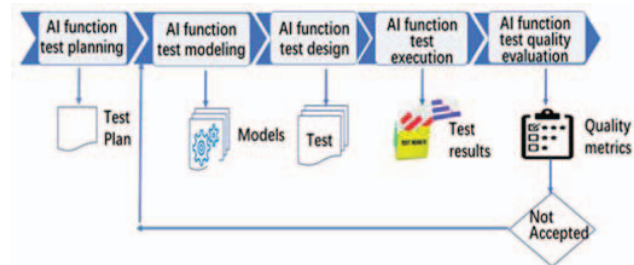 AI function
test planning
AI function
test modeling
AI function
test design
AI function
test
execution
AI function
test quality
evaluation
Test
Plan
Models
Test
Test
results
Quality
metrics
Not
Accepted